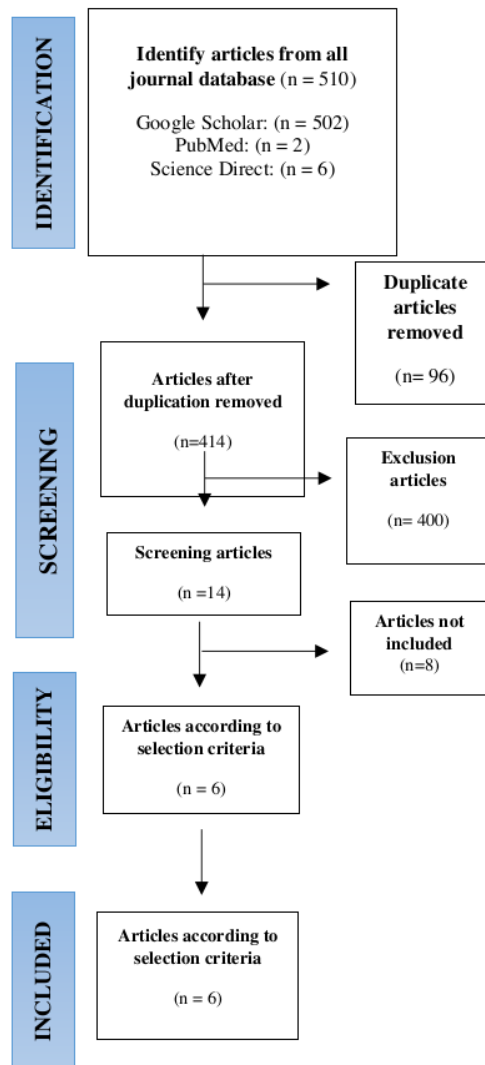 IDENTIFICATION
Identify articles from all
journal database (n = 510)
Google Scholar: (n = 502)
PubMed: (n = 2)
Science Direct: (n = 6)
Duplicate
articles
removed
(n= 96)
SCREENING
Articles after
duplication removed
(n=414)
Exclusion
articles
(n= 400)
Screening articles
(n =14)
Articles not
included
(n=8)
ELIGIBILITY
Articles according to
selection criteria
(n = 6)
INCLUDED
Articles according to
selection criteria
(n = 6)